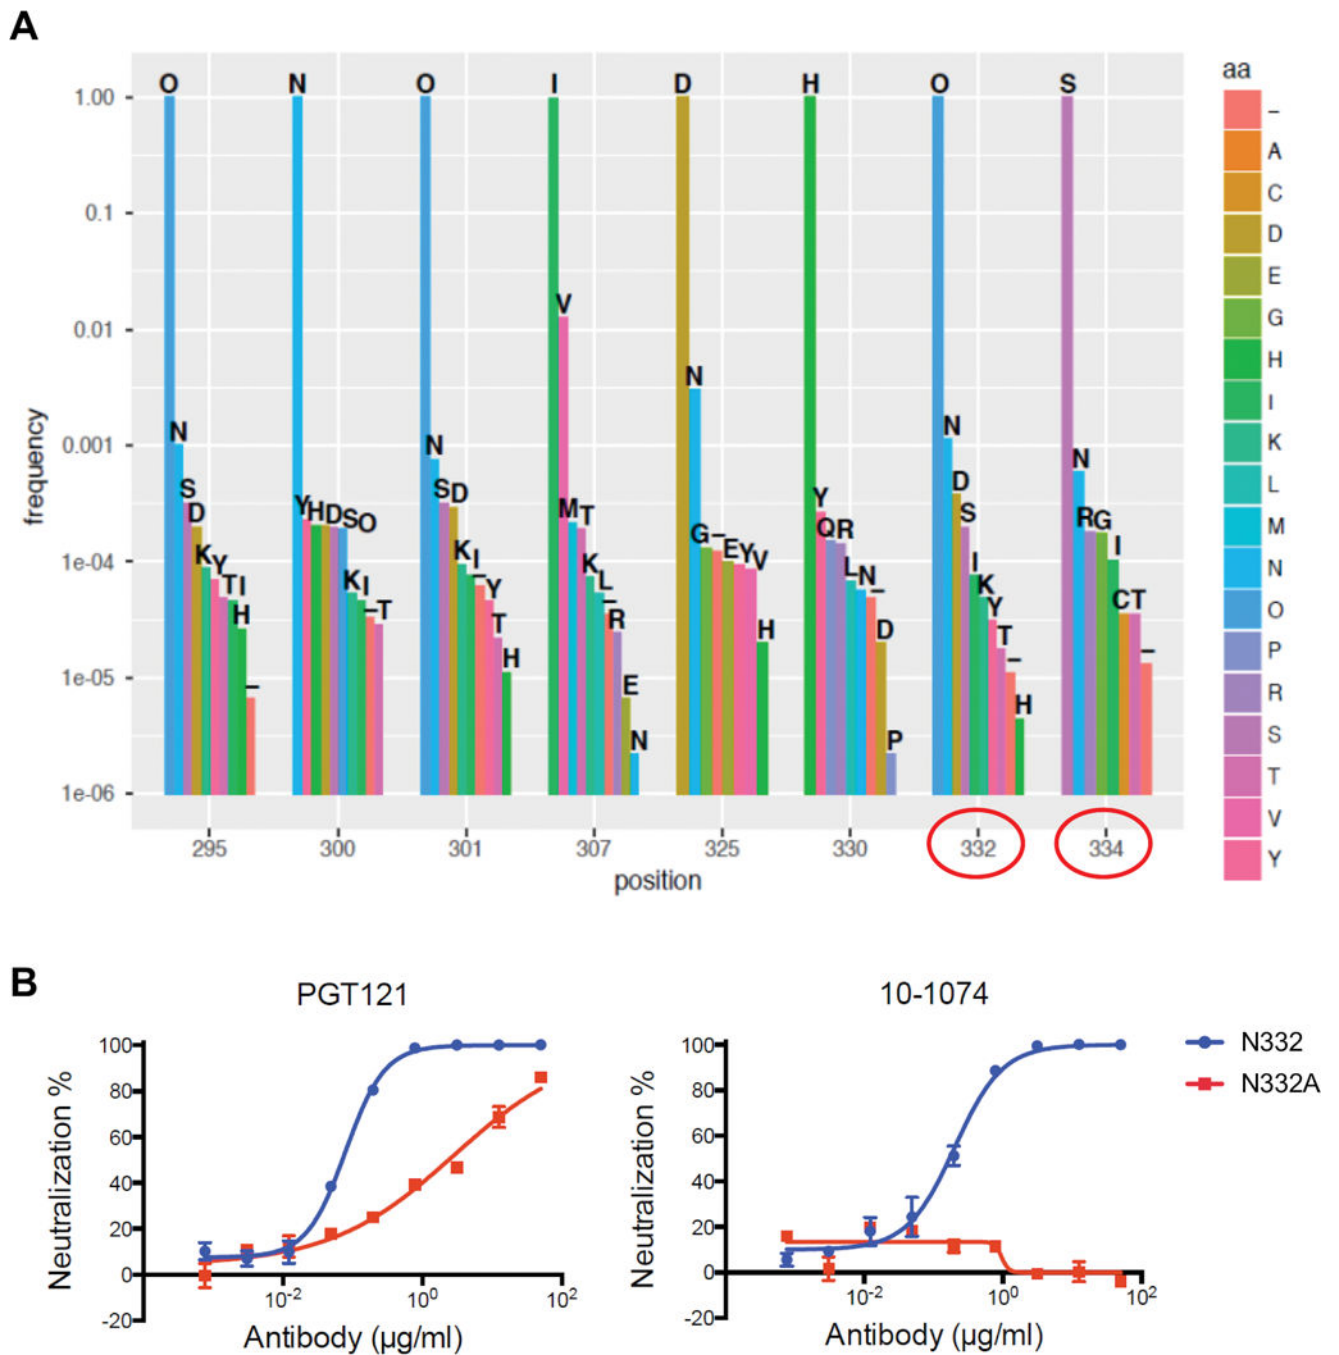 A
O N O I D H O S
aa
1.00
–
A
C
0.1
D
E
V
G
0.01
H
N
I
frequency
N N N
K
0.001
S S D D N
L
D Y S
K Y Y H D S O K I M T G – E Y V Q R I R G I
M
1e-04
T I K I – Y K L L N – K Y C T
N
H – T T – R D T –
O
1e-05
– H H – –
P
E H
R
N P
S
1e-06
T
295 300 301 307 325 330 332 334
V
position
Y
B
PGT121
10-1074
Neutralization %
100
80
60
40
20
0
-20
10-2 100 102
Antibody (µg/ml)
Neutralization %
100
80
60
40
20
0
-20
10-2 100 102
Antibody (µg/ml)
N332
N332A